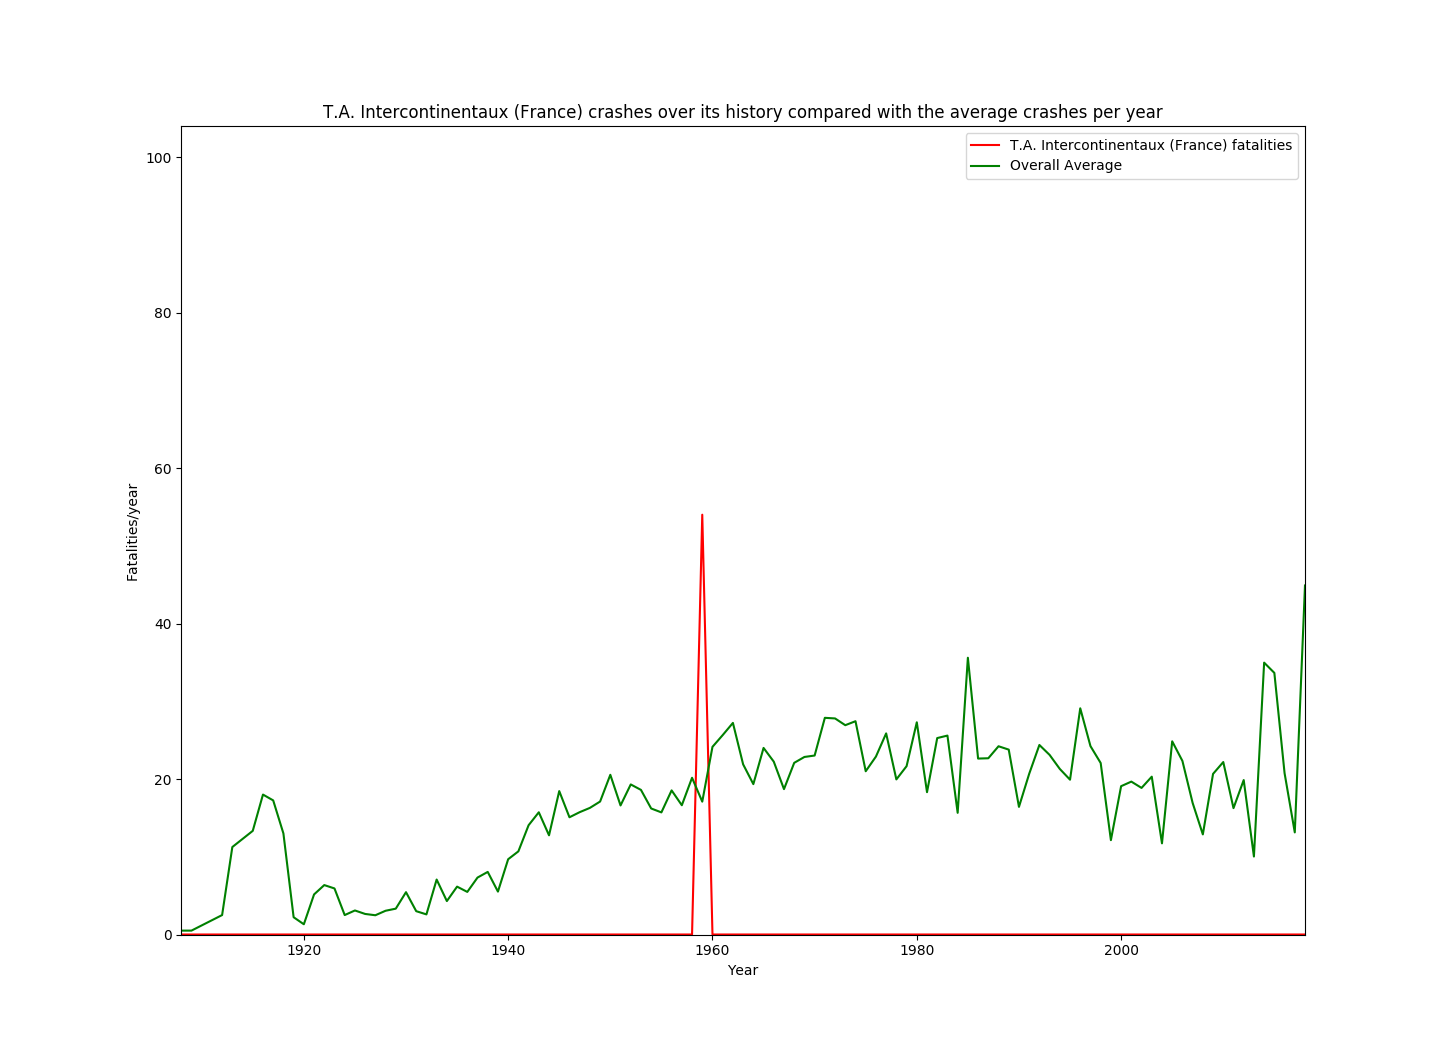 T.A. Intercontinentaux (France) crashes over its history compared with the average crashes per year
T.A. Intercontinentaux (France) fatalities
Overall Average
100
80
60
40
20
0
Fatalities/year
1920 1940 1960 1980 2000
Year